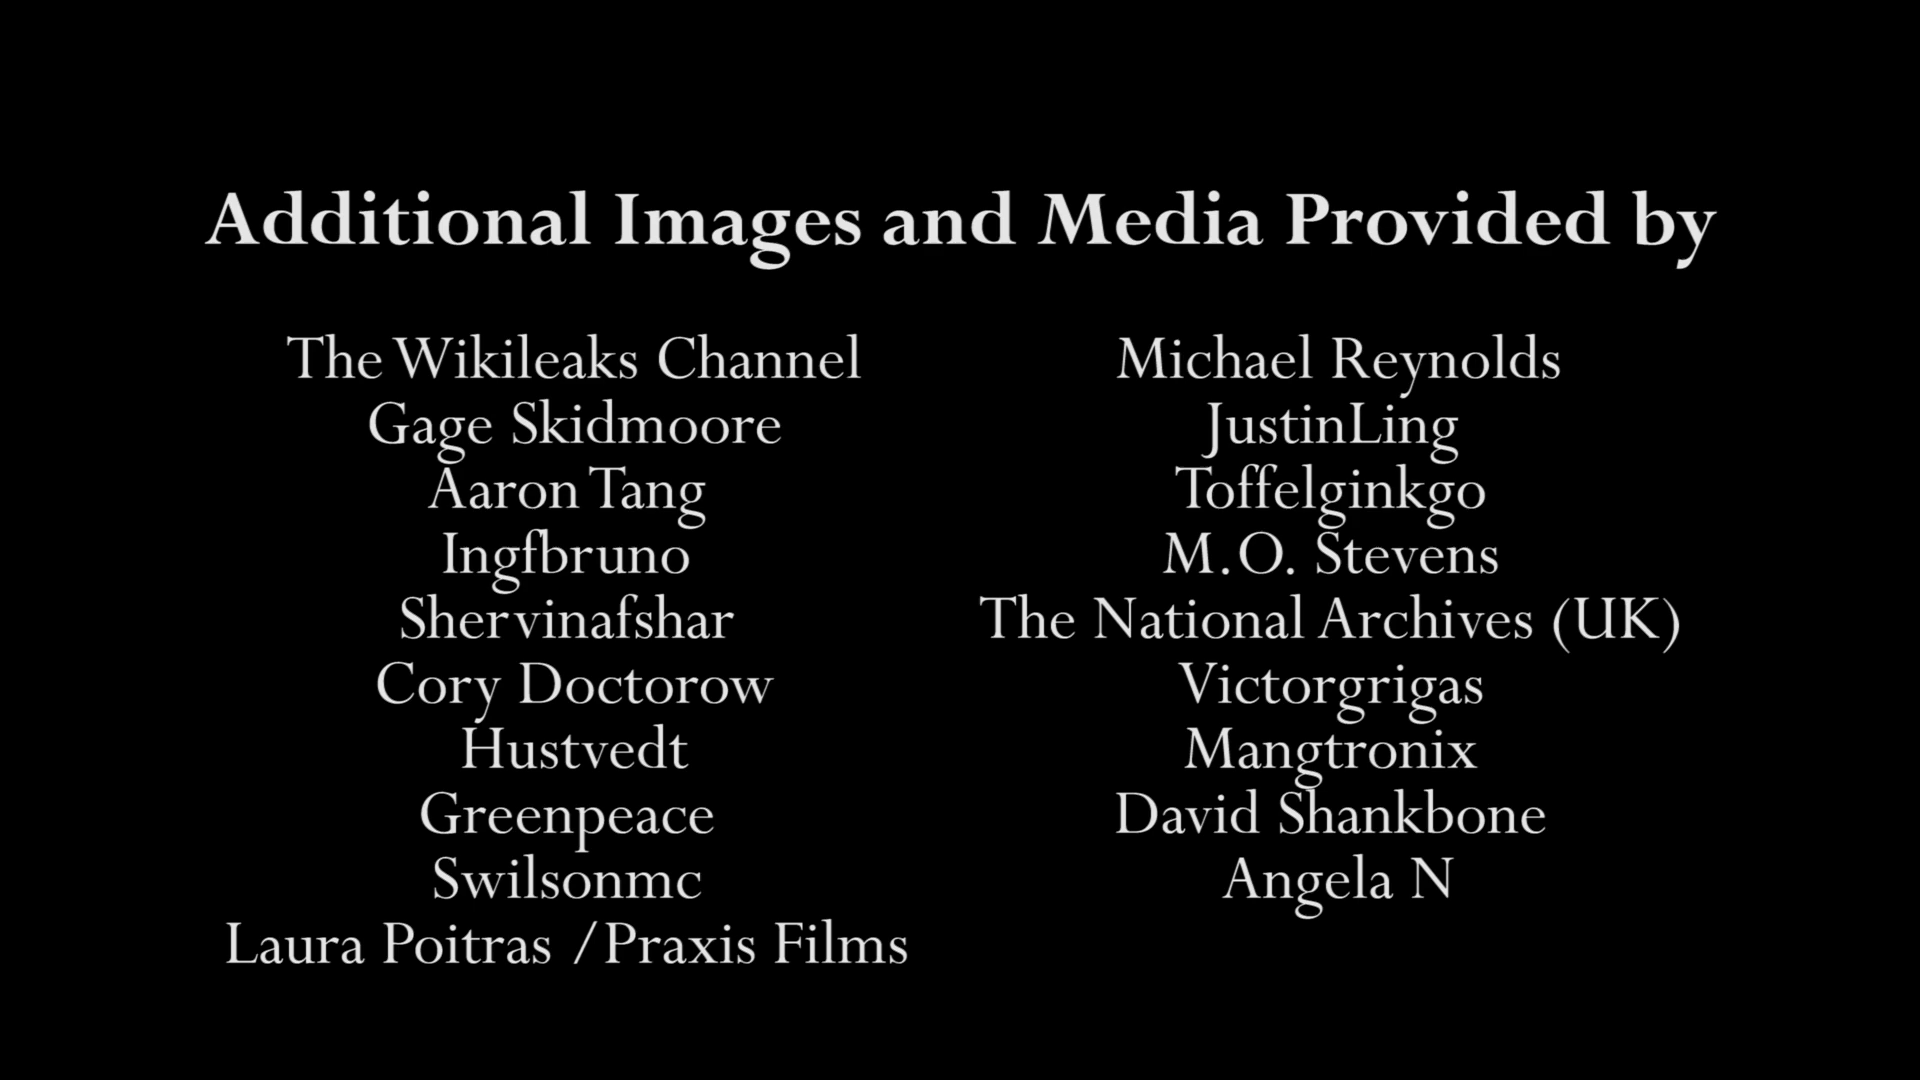 Additional Images and Media Provided by
The Wikileaks Channel
Gage Skidmoore
Aaron Tang
Ingfbruno
Shervinafshar
Cory Doctorow
Hustvedt
Greenpeace
Swilsonmc
Laura Poitras /Praxis Films
Michael Reynolds
JustinLing
Toffelginkgo
M.O. Stevens
The National Archives (UK)
Victorgrigas
Mangtronix
David Shankbone
Angela N